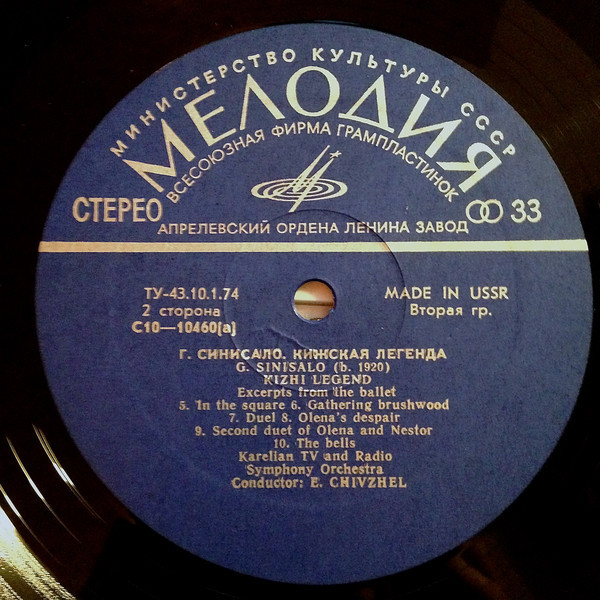 МИНИСТЕРСТВО КУЛЬТУРЫ СССР
МЕЛОДИЯ
ВСЕСОЮЗНАЯ ФИРМА ГРАМПЛАСТИНОК
СТЕРЕО
33
АПРЕЛЕВСКИЙ ОРДЕНА ЛЕНИНА ЗАВОД
ТУ-43.10.1.74
MADE IN USSR
2 сторона
Вторая гр.
С10—10460(а)
Г. СИНИСАЛО. КИЖСКАЯ ЛЕГЕНДА
G. SINISALO (b. 1920)
KIZHI LEGEND
Excerpts from the ballet
5. In the square 6. Gathering brushwood
7. Duel 8. Olena's despair
9. Second duet of Olena and Nestor
10. The bells
Karelian TV and Radio
Symphony Orchestra
Conductor: E. CHIVZHEL